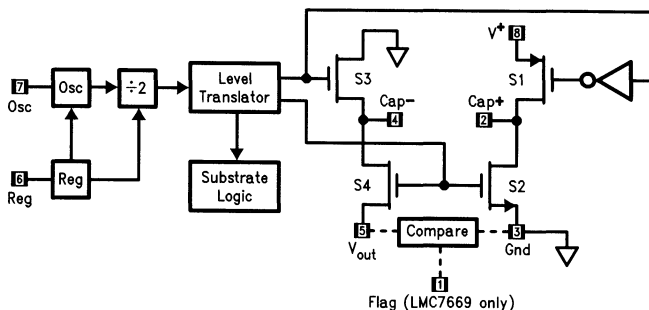 V+
8
S3
S1
7
Osc
Osc
÷2
Level
Translator
Cap-
4
Cap+
2
6
Reg
Reg
Substrate
Logic
S4
S2
5
Vout
Compare
3
Gnd
1
Flag (LMC7669 only)